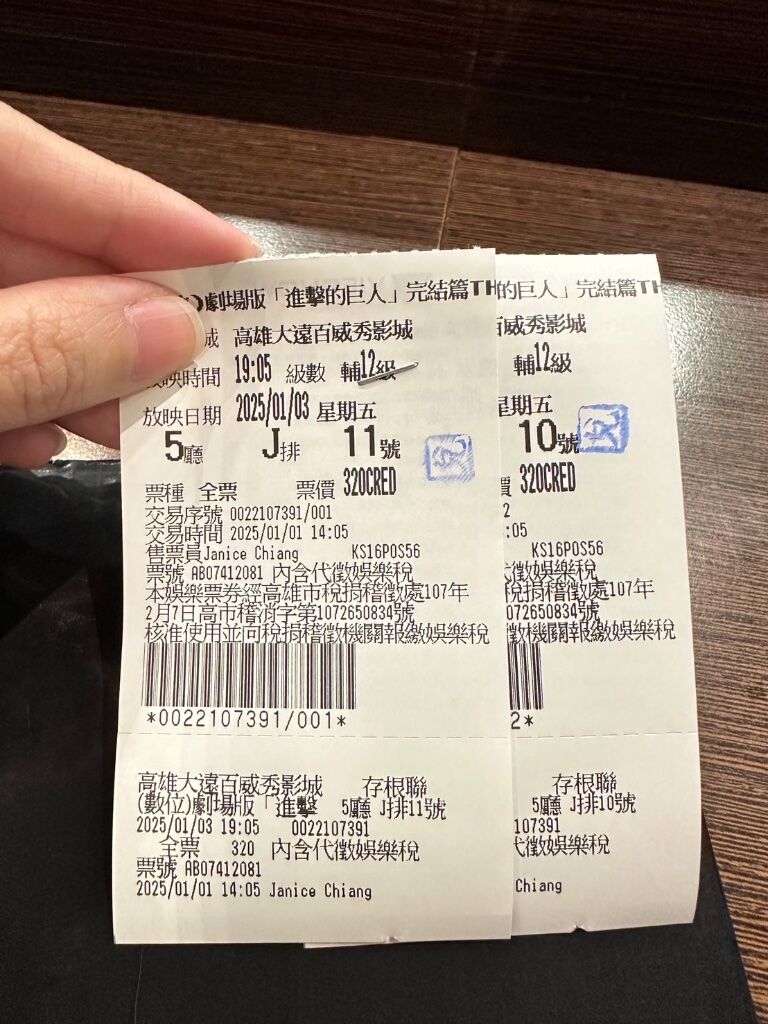 劇場版「進擊的巨人」完結篇TH
城 高雄大遠百威秀影城
放映時間 19:05 級數 輔12級
放映日期 2025/01/03 星期五
5廳 J排 11號
票種 全票 票價 320CRED
交易序號 0022107391/001
交易時間 2025/01/01 14:05
售票員Janice Chiang KS16POS56
票號 AB07412081 內含代徵娛樂稅
本娛樂票券經高雄市稅捐稽徵處107年
2月7日高市稽消字第1072650834號
核准使用並向稅捐稽徵機關報繳娛樂稅
*0022107391/001*
高雄大遠百威秀影城 存根聯
(數位)劇場版「進擊 5廳 J排11號
2025/01/03 19:05 0022107391
全票 320 內含代徵娛樂稅
票號 AB07412081
2025/01/01 14:05 Janice Chiang
的巨人」完結篇TH
百威秀影城
輔12級
星期五
10號
價 320CRED
2
:05
KS16POS56
代徵娛樂稅
稅捐稽徵處107年
072650834號
徵機關報繳娛樂稅
2*
存根聯
5廳 J排10號
107391
代徵娛樂稅
Chiang